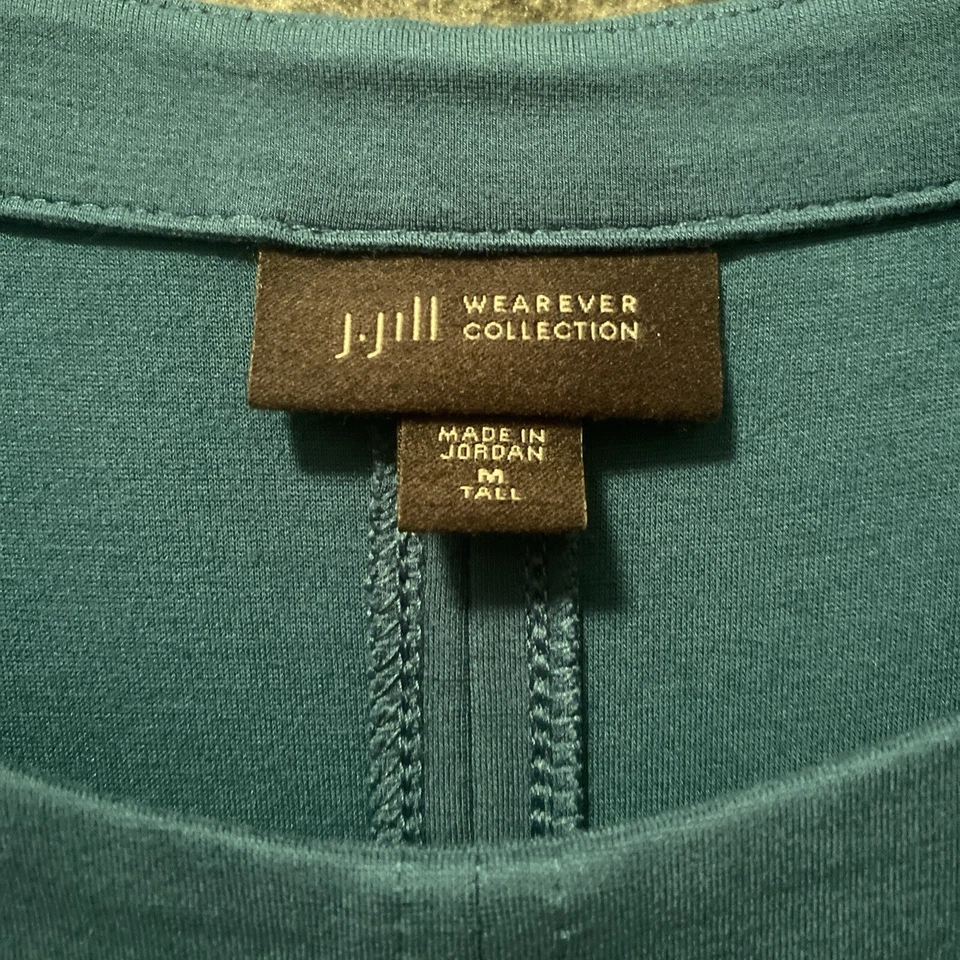 J.Jill WEAREVER
COLLECTION
MADE IN
JORDAN
M
TALL